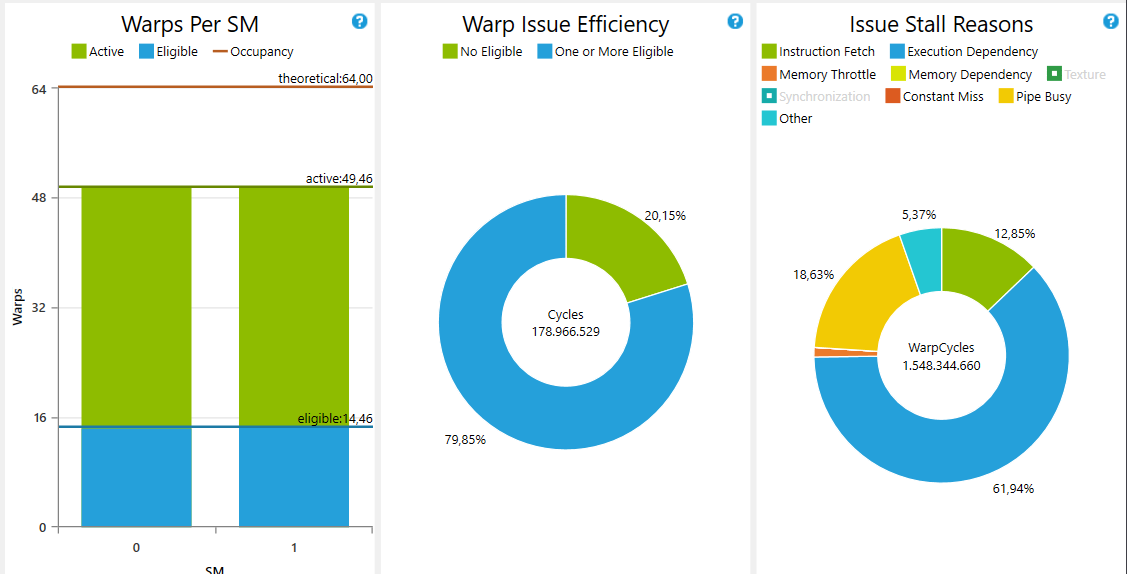 Warps Per SM
?
Active Eligible Occupancy
theoretical:64,00
64
active:49,46
48
Warps
32
eligible:14,46
16
0
0 1
SM
Warp Issue Efficiency
?
No Eligible One or More Eligible
20,15%
Cycles
178.966.529
79,85%
Issue Stall Reasons
?
Instruction Fetch Execution Dependency
Memory Throttle Memory Dependency Texture
Synchronization Constant Miss Pipe Busy
Other
5,37%
12,85%
18,63%
WarpCycles
1.548.344.660
61,94%